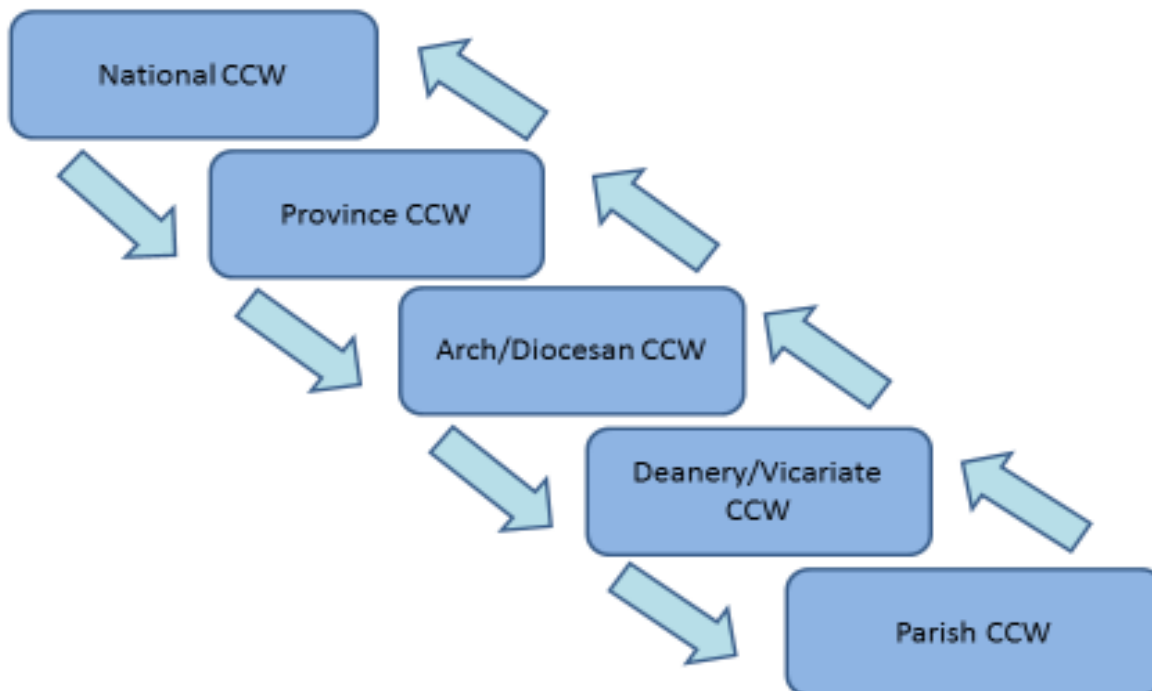 National CCW
Province CCW
Arch/Diocesan CCW
Deanery/Vicariate
CCW
Parish CCW